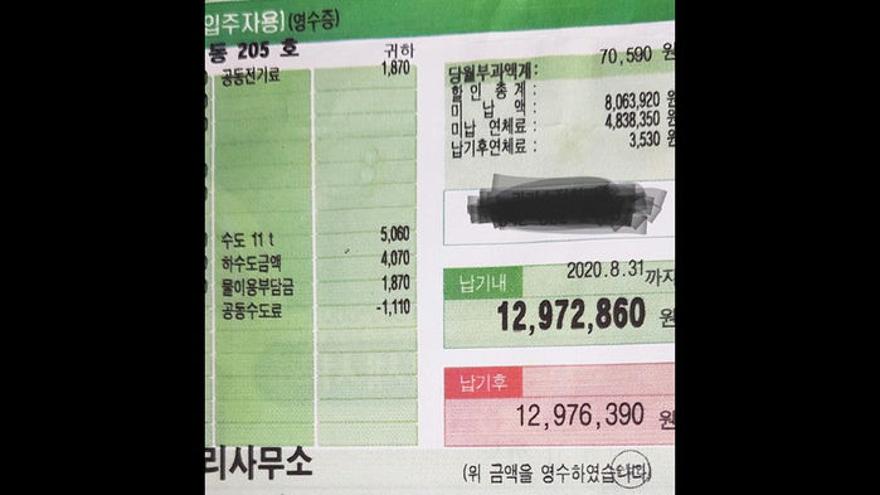 입주자용) (영수증)
동 205 호 귀하
공동전기료 1,870
수도 11 t 5,060
하수도금액 4,070
물이용부담금 1,870
공동수도료 -1,110
리사무소
당월부과액계: 70,590 원
할 인 총 계 :
미 납 액 : 8,063,920 원
미납 연체료 : 4,838,350 원
납기후연체료 : 3,530 원
납기내 2020.8.31 까지
12,972,860 원
납기후
12,976,390 원
(위 금액을 영수하였습니다)